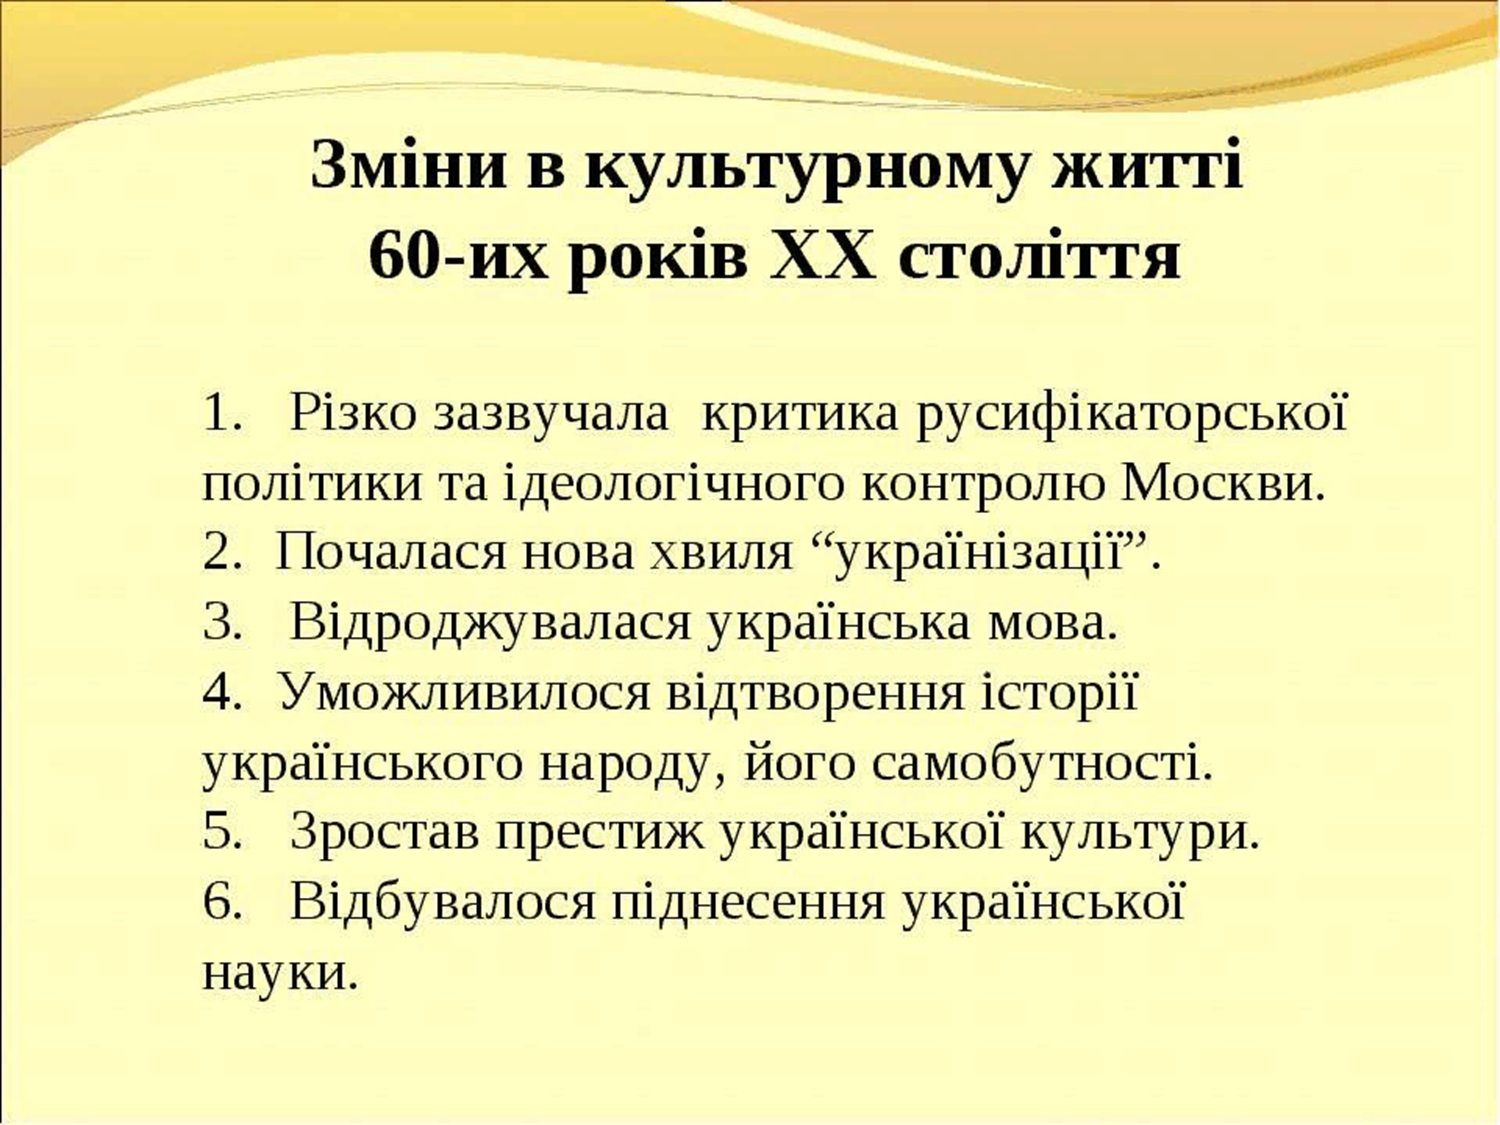 Зміни в культурному житті
60-их років ХХ століття
1. Різко зазвучала критика русифікаторської
політики та ідеологічного контролю Москви.
2. Почалася нова хвиля “українізації”.
3. Відроджувалася українська мова.
4. Уможливилося відтворення історії
українського народу, його самобутності.
5. Зростав престиж української культури.
6. Відбувалося піднесення української
науки.